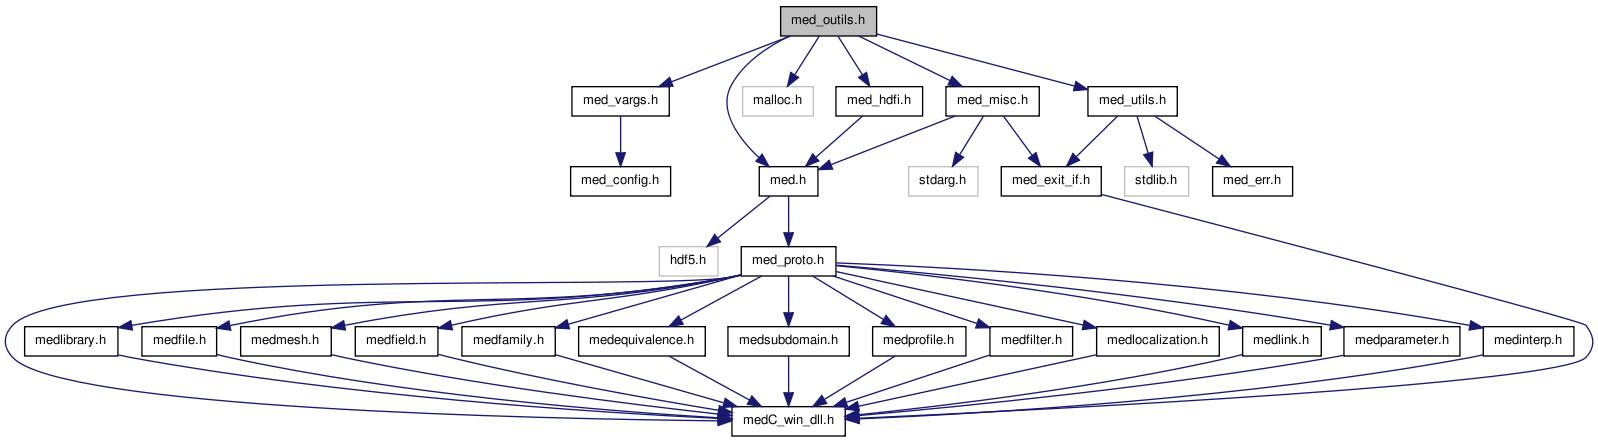 med_outils.h
med_vargs.h
malloc.h
med_hdfi.h
med_misc.h
med_utils.h
med_config.h
med.h
stdarg.h
med_exit_if.h
stdlib.h
med_err.h
hdf5.h
med_proto.h
medlibrary.h
medfile.h
medmesh.h
medfield.h
medfamily.h
medequivalence.h
medsubdomain.h
medprofile.h
medfilter.h
medlocalization.h
medlink.h
medparameter.h
medinterp.h
medC_win_dll.h